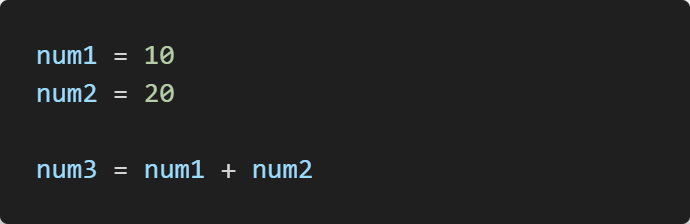 num1 = 10
num2 = 20
num3 = num1 + num2